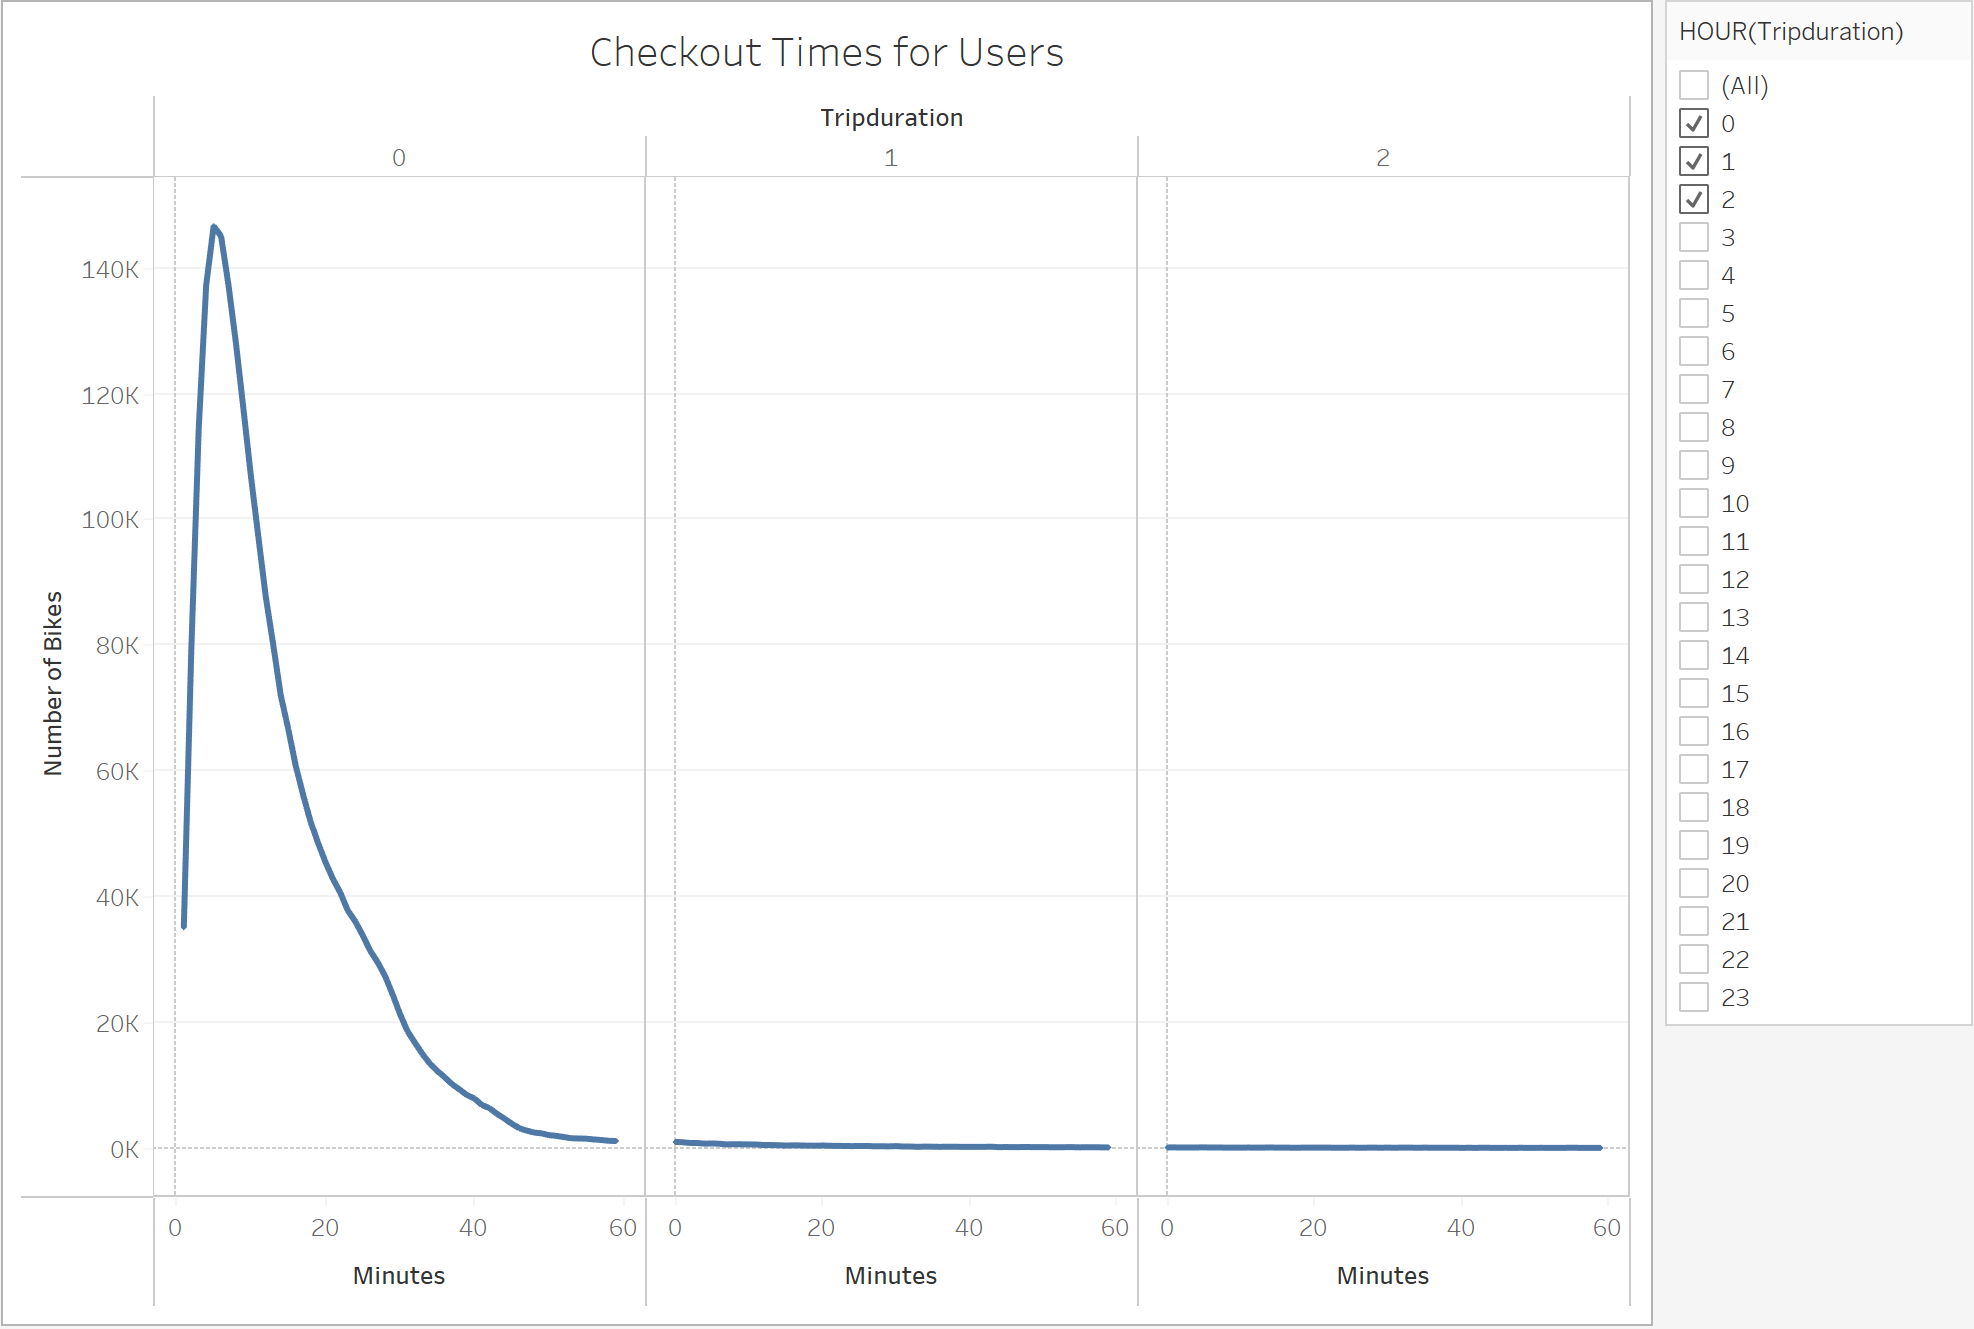 Checkout Times for Users
Tripduration
0 1 2
140K
120K
100K
80K
60K
40K
20K
0K
Number of Bikes
0 20 40 60 0 20 40 60 0 20 40 60
Minutes Minutes Minutes
HOUR(Tripduration)
(All)
0
1
2
3
4
5
6
7
8
9
10
11
12
13
14
15
16
17
18
19
20
21
22
23